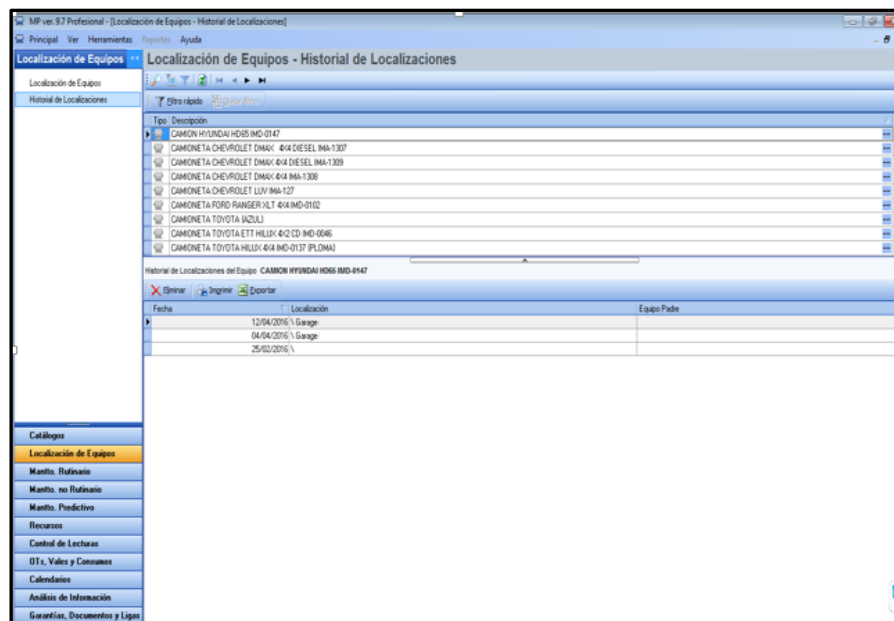 MP ver. 9.7 Profesional - [Localización de Equipos - Historial de Localizaciones]
Principal Ver Herramientas Reportes Ayuda
Localización de Equipos <<
Localización de Equipos - Historial de Localizaciones
Localización de Equipos
Historial de Localizaciones
Filtro rápido Quitar filtro
Tipo Descripción
CAMION HYUNDAI HD65 IMD-0147
CAMIONETA CHEVROLET DMAX 4X4 DIESEL IMA-1307
CAMIONETA CHEVROLET DMAX 4X4 DIESEL IMA-1309
CAMIONETA CHEVROLET DMAX 4X4 IMA-1308
CAMIONETA CHEVROLET LUV IMA-127
CAMIONETA FORD RANGER XLT 4X4 IMD-0102
CAMIONETA TOYOTA (AZUL)
CAMIONETA TOYOTA ETT HILUX 4X2 CD IMD-0046
CAMIONETA TOYOTA HILUX 4X4 IMD-0137 (PLOMA)
Historial de Localizaciones del Equipo CAMION HYUNDAI HD65 IMD-0147
Eliminar Imprimir Exportar
Fecha Localización Equipo Padre
12/04/2016 \ Garage
04/04/2016 \ Garage
25/02/2016 \
Catálogos
Localización de Equipos
Mantto. Rutinario
Mantto. no Rutinario
Mantto. Predictivo
Recursos
Control de Lecturas
OTs, Vales y Consumos
Calendarios
Análisis de Información
Garantías, Documentos y Ligas